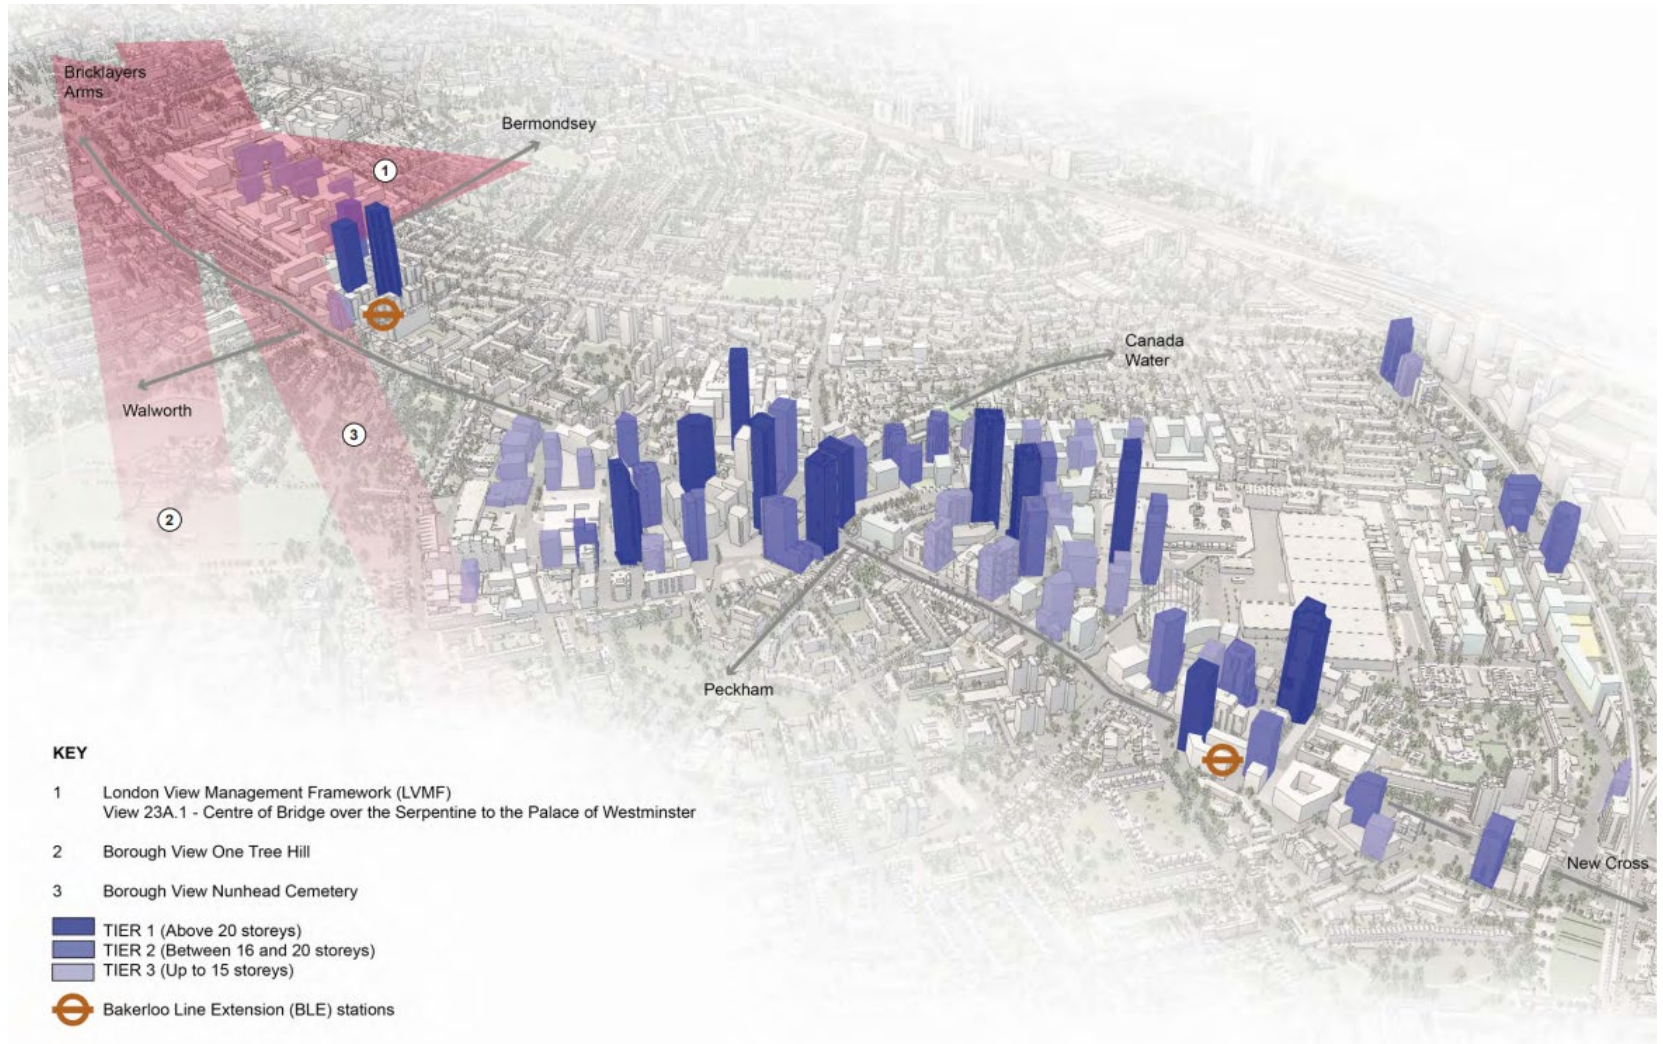 Bricklayers
Arms
Bermondsey
1
Canada
Water
Walworth
3
2
Peckham
New Cross
KEY
1 London View Management Framework (LVMF)
View 23A.1 - Centre of Bridge over the Serpentine to the Palace of Westminster
2 Borough View One Tree Hill
3 Borough View Nunhead Cemetery
TIER 1 (Above 20 storeys)
TIER 2 (Between 16 and 20 storeys)
TIER 3 (Up to 15 storeys)
Bakerloo Line Extension (BLE) stations